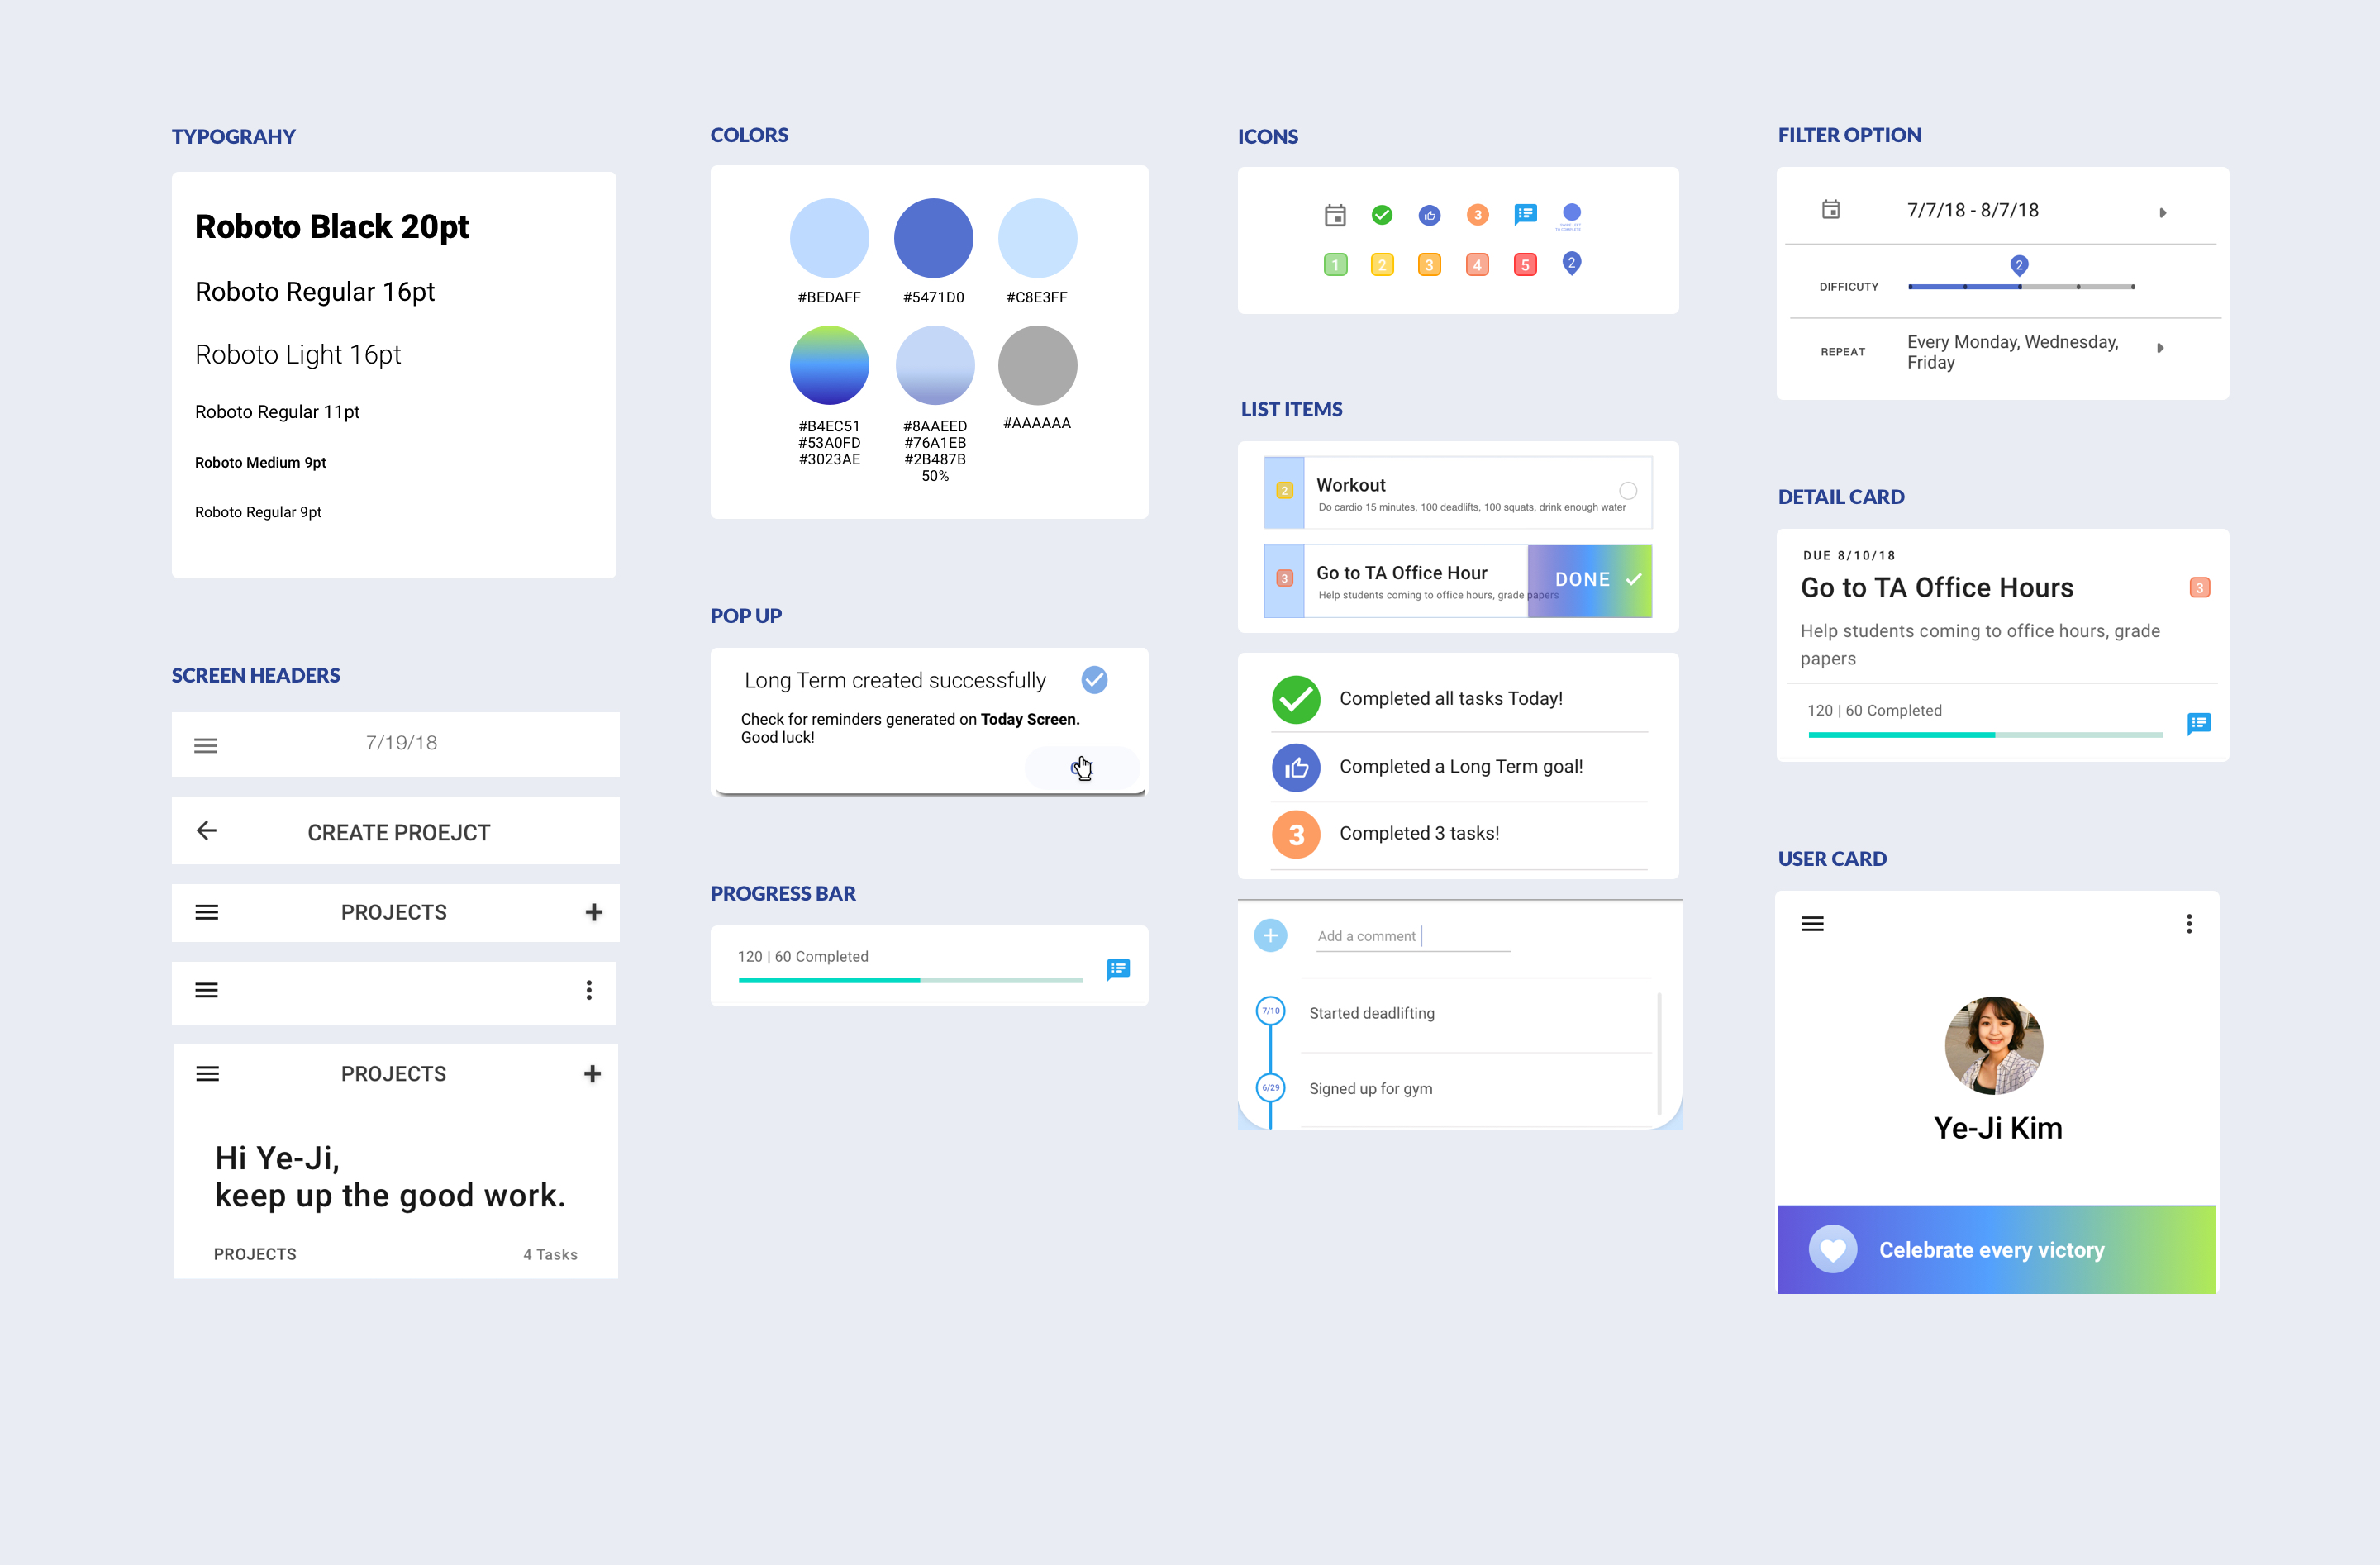 TYPOGRAHY
Roboto Black 20pt
Roboto Regular 16pt
Roboto Light 16pt
Roboto Regular 11pt
Roboto Medium 9pt
Roboto Regular 9pt
SCREEN HEADERS
7/19/18
CREATE PROEJCT
PROJECTS
PROJECTS
Hi Ye-Ji,
keep up the good work.
PROJECTS
4 Tasks
COLORS
#BEDAFF
#5471D0
#C8E3FF
#B4EC51
#53A0FD
#3023AE
#8AAEED
#76A1EB
#2B487B
50%
#AAAAAA
POP UP
Long Term created successfully
Check for reminders generated on Today Screen.
Good luck!
PROGRESS BAR
120 | 60 Completed
ICONS
3
1
2
3
4
5
2
LIST ITEMS
2
Workout
Do cardio 15 minutes, 100 deadlifts, 100 squats, drink enough water
3
Go to TA Office Hour
Help students coming to office hours, grade papers
DONE
Completed all tasks Today!
Completed a Long Term goal!
3
Completed 3 tasks!
Add a comment
7/10
Started deadlifting
6/29
Signed up for gym
FILTER OPTION
7/7/18 - 8/7/18
2
DIFFICUTY
REPEAT
Every Monday, Wednesday,
Friday
DETAIL CARD
DUE 8/10/18
Go to TA Office Hours
3
Help students coming to office hours, grade
papers
120 | 60 Completed
USER CARD
Ye-Ji Kim
Celebrate every victory